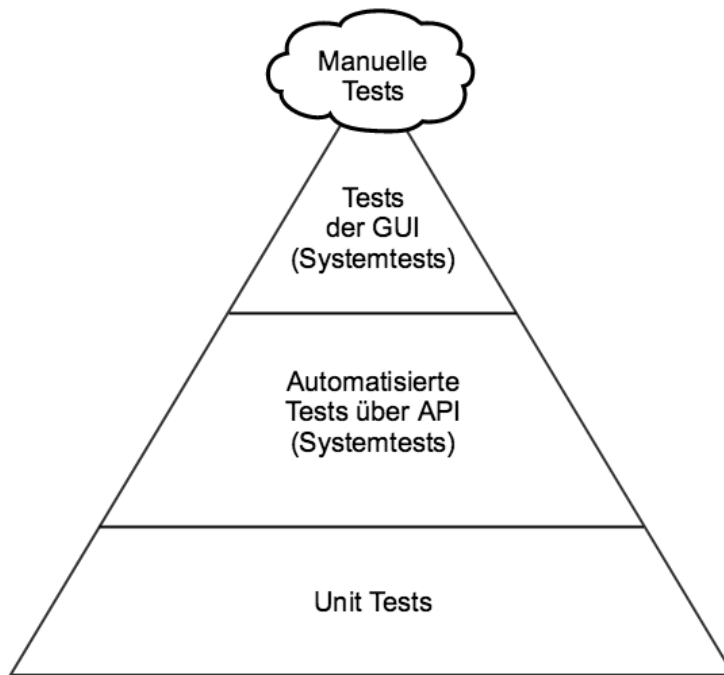 Manuelle
Tests
Tests
der GUI
(Systemtests)
Automatisierte
Tests über API
(Systemtests)
Unit Tests